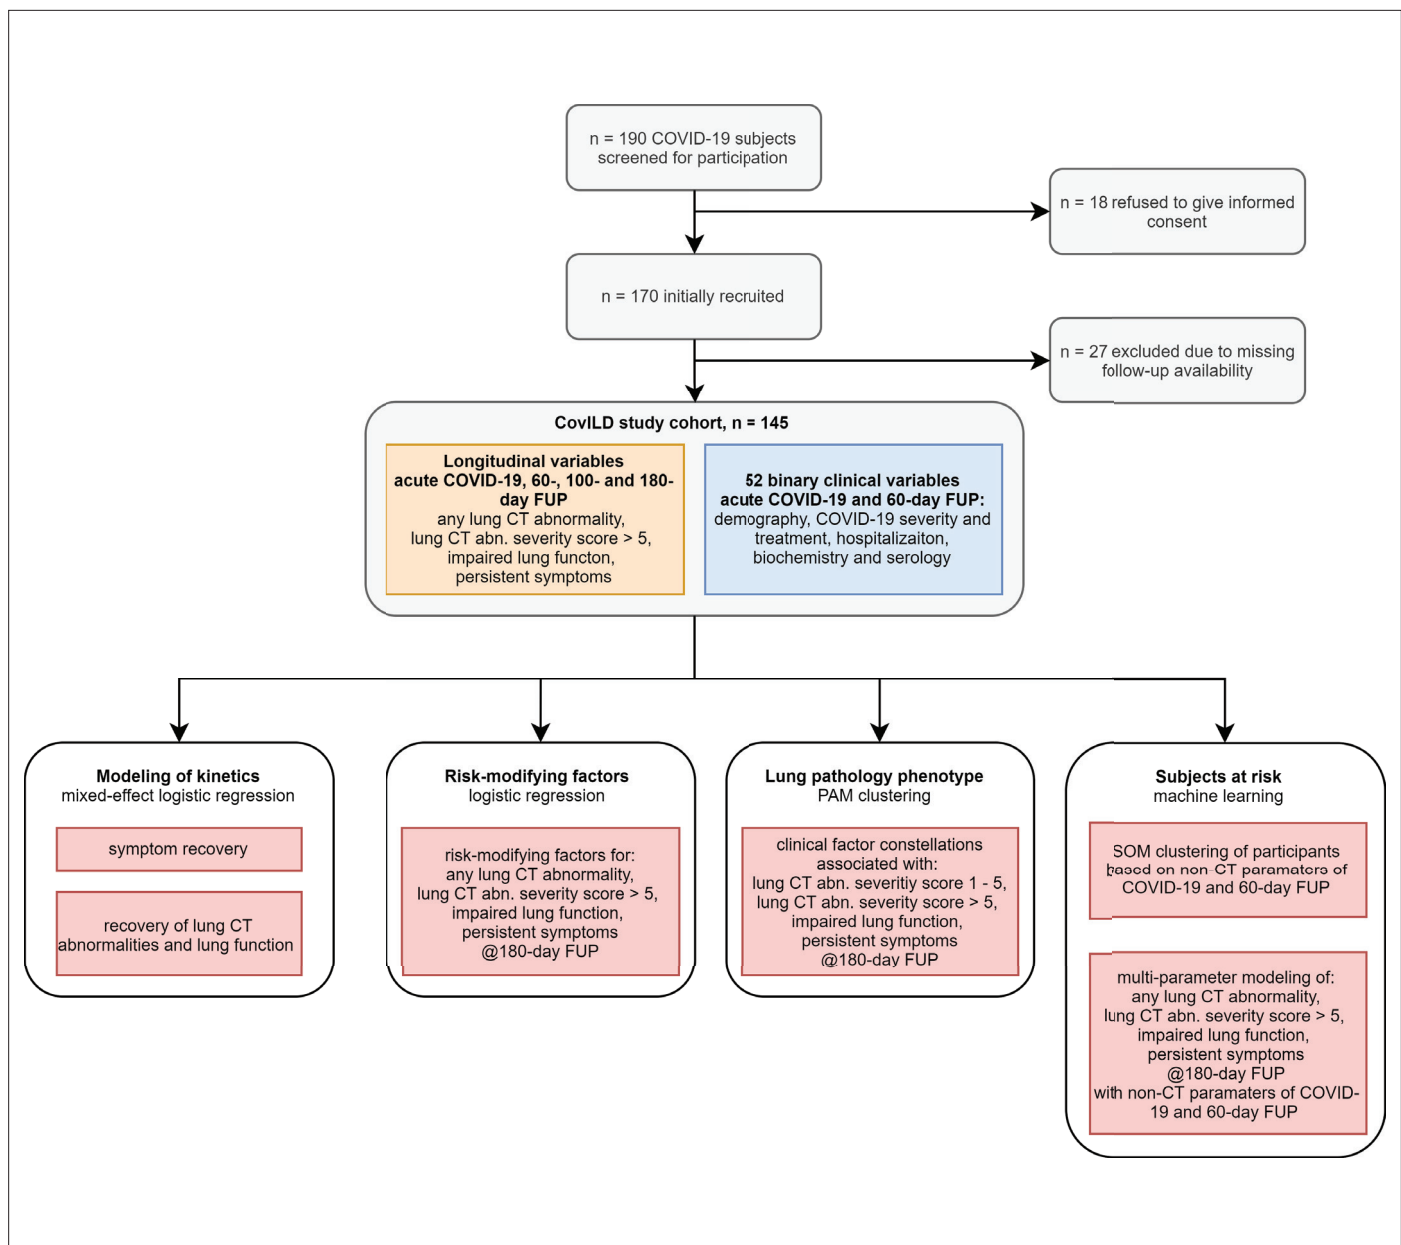 n = 190 COVID-19 subjects
screened for participation
n = 18 refused to give informed
consent
n = 170 initially recruited
n = 27 excluded due to missing
follow-up availability
CovILD study cohort, n = 145
Longitudinal variables
acute COVID-19, 60-, 100- and 180-
day FUP
any lung CT abnormality,
lung CT abn. severity score > 5,
impaired lung functon,
persistent symptoms
52 binary clinical variables
acute COVID-19 and 60-day FUP:
demography, COVID-19 severity and
treatment, hospitalizaiton,
biochemistry and serology
Modeling of kinetics
mixed-effect logistic regression
symptom recovery
recovery of lung CT
abnormalities and lung function
Risk-modifying factors
logistic regression
risk-modifying factors for:
any lung CT abnormality,
lung CT abn. severity score > 5,
impaired lung function,
persistent symptoms
@180-day FUP
Lung pathology phenotype
PAM clustering
clinical factor constellations
associated with:
lung CT abn. severitiy score 1 - 5,
lung CT abn. severity score > 5,
impaired lung function,
persistent symptoms
@180-day FUP
Subjects at risk
machine learning
SOM clustering of participants
based on non-CT paramaters of
COVID-19 and 60-day FUP
multi-parameter modeling of:
any lung CT abnormality,
lung CT abn. severity score > 5,
impaired lung function,
persistent symptoms
@180-day FUP
with non-CT paramaters of COVID-
19 and 60-day FUP